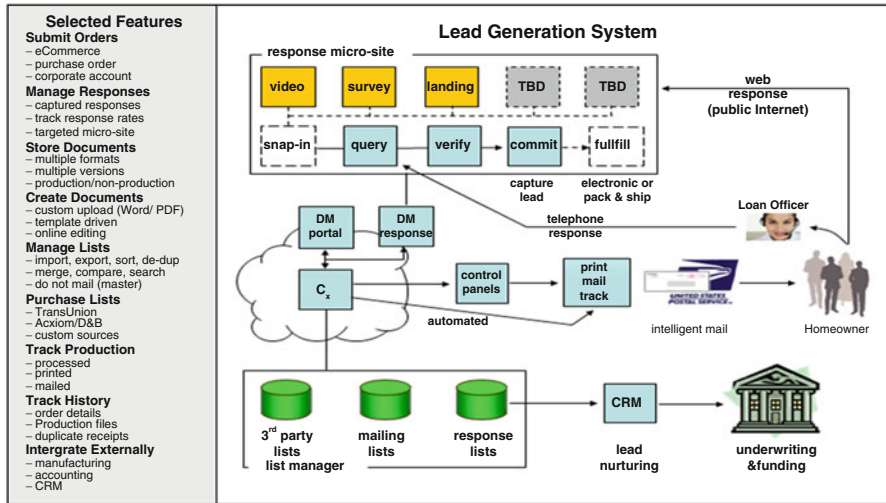 Selected Features
Submit Orders
– eCommerce
– purchase order
– corporate account
Manage Responses
– captured responses
– track response rates
– targeted micro-site
Store Documents
– multiple formats
– multiple versions
– production/non-production
Create Documents
– custom upload (Word/ PDF)
– template driven
– online editing
Manage Lists
– import, export, sort, de-dup
– merge, compare, search
– do not mail (master)
Purchase Lists
– TransUnion
– Acxiom/D&B
– custom sources
Track Production
– processed
– printed
– mailed
Track History
– order details
– Production files
– duplicate receipts
Intergrate Externally
– manufacturing
– accounting
– CRM
Lead Generation System
response micro-site
video
survey
landing
TBD
TBD
snap-in
query
verify
commit
fullfill
capture
lead
electronic or
pack & ship
web
response
(public Internet)
telephone
response
Loan Officer
DM
portal
DM
response
Cx
control
panels
print
mail
track
automated
UNITED STATES
POSTAL SERVICE
intelligent mail
Homeowner
3rd party
lists
list manager
mailing
lists
response
lists
CRM
lead
nurturing
underwriting
&funding